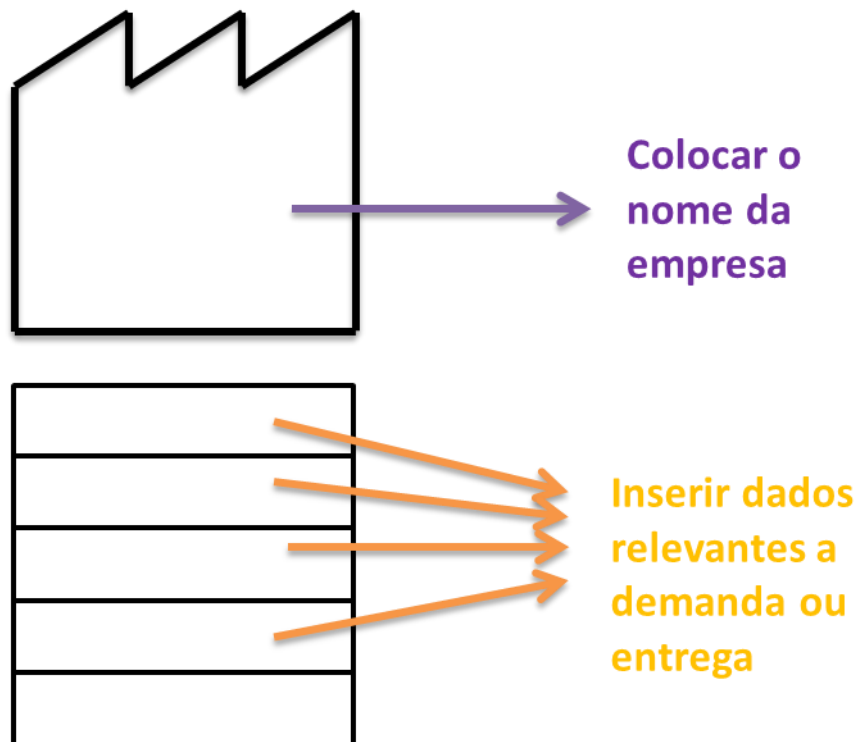 Colocar o
nome da
empresa
Inserir dados
relevantes a
demanda ou
entrega